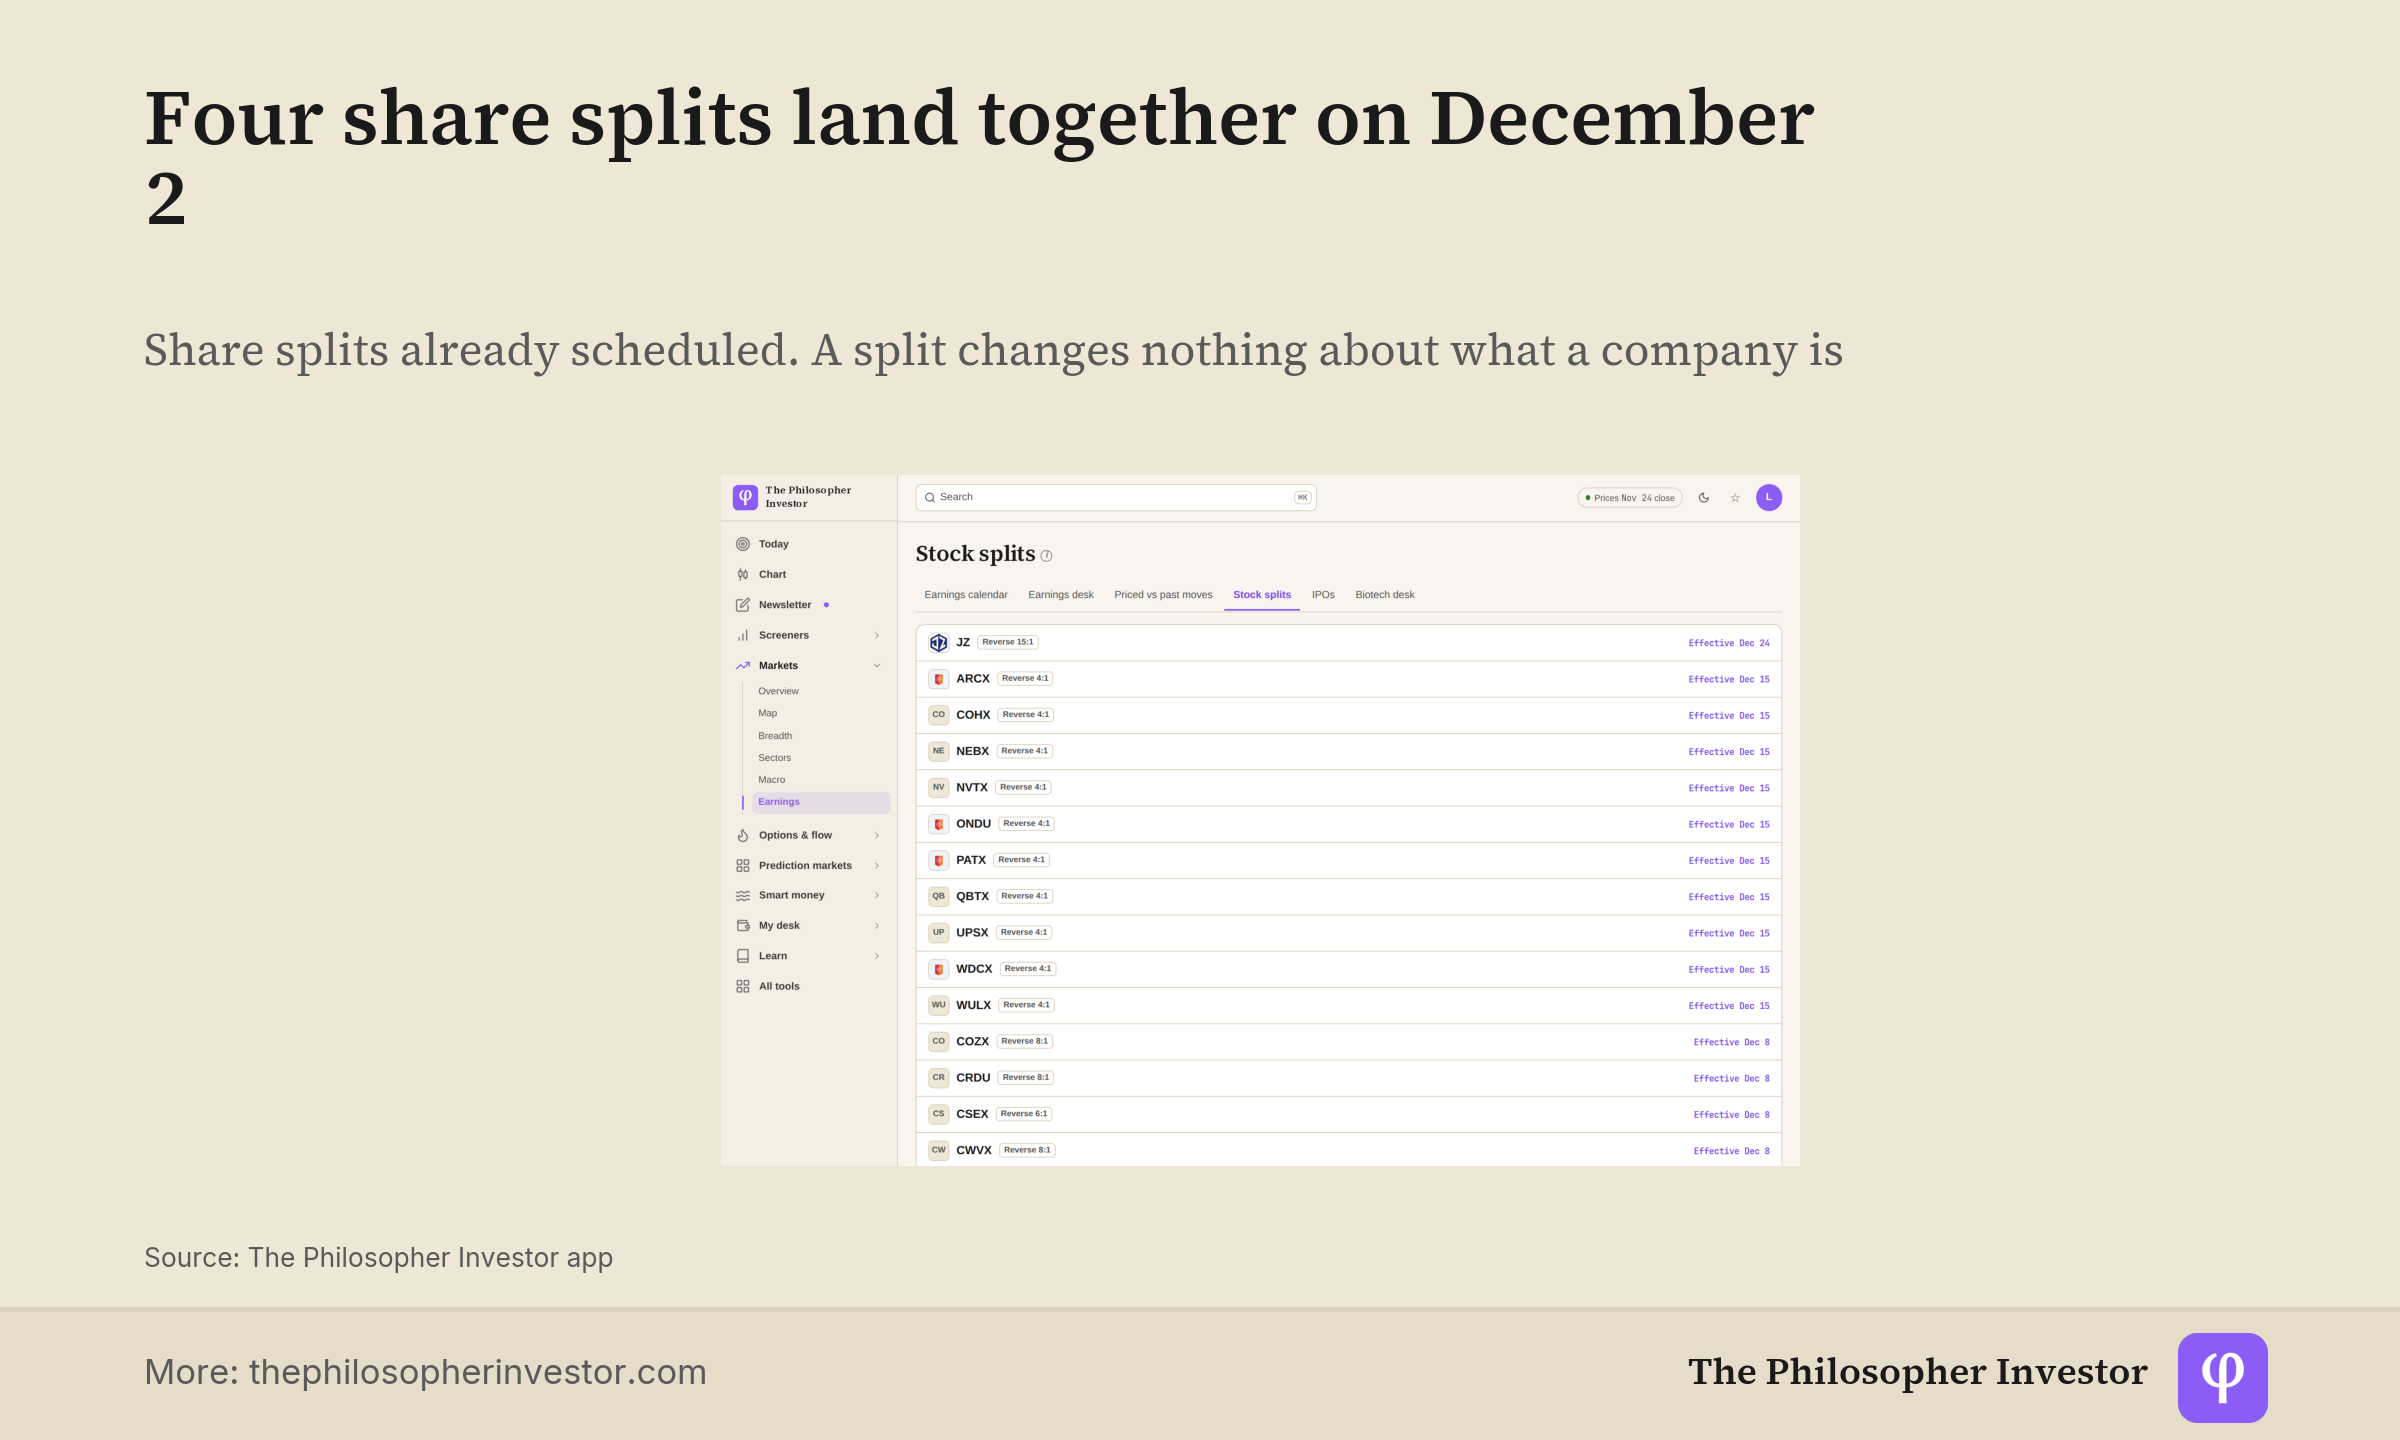 Four share splits land together on December
2
Share splits already scheduled. A split changes nothing about what a company is
φ
The Philosopher
Investor
Search
⌘K
Prices Nov 24 close
L
Today
Chart
Newsletter
Screeners
Markets
Overview
Map
Breadth
Sectors
Macro
Earnings
Options & flow
Prediction markets
Smart money
My desk
Learn
All tools
Stock splits
Earnings calendar Earnings desk Priced vs past moves Stock splits IPOs Biotech desk
JZ Reverse 15:1 Effective Dec 24
ARCX Reverse 4:1 Effective Dec 15
CO COHX Reverse 4:1 Effective Dec 15
NE NEBX Reverse 4:1 Effective Dec 15
NV NVTX Reverse 4:1 Effective Dec 15
ONDU Reverse 4:1 Effective Dec 15
PATX Reverse 4:1 Effective Dec 15
QB QBTX Reverse 4:1 Effective Dec 15
UP UPSX Reverse 4:1 Effective Dec 15
WDCX Reverse 4:1 Effective Dec 15
WU WULX Reverse 4:1 Effective Dec 15
CO COZX Reverse 8:1 Effective Dec 8
CR CRDU Reverse 8:1 Effective Dec 8
CS CSEX Reverse 6:1 Effective Dec 8
CW CWVX Reverse 8:1 Effective Dec 8
Source: The Philosopher Investor app
More: thephilosopherinvestor.com
The Philosopher Investor φ